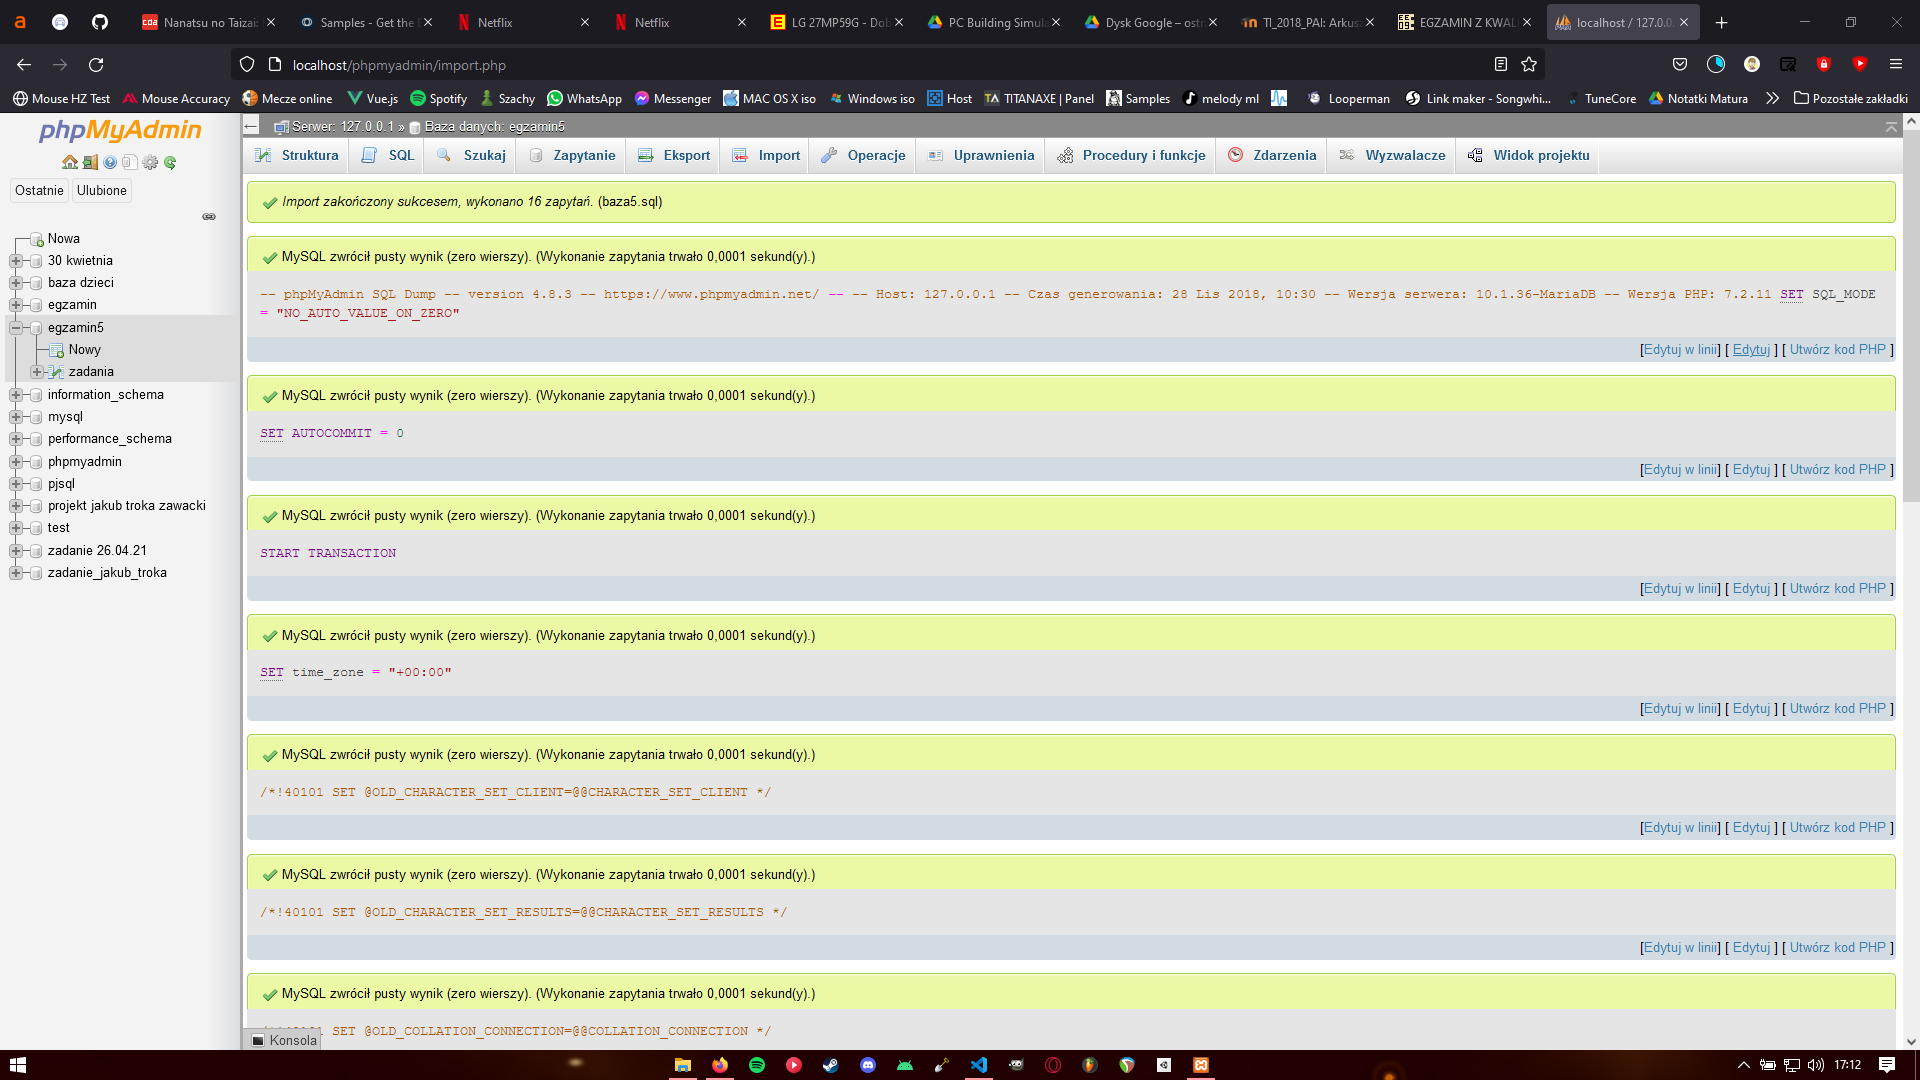 Nanatsu no Taizai:
Samples - Get the
Netflix
Netflix
LG 27MP59G - Dob
PC Building Simula
Dysk Google – ostr
TI_2018_PAI: Arkusz
EGZAMIN Z KWAL
localhost / 127.0.0.
localhost/phpmyadmin/import.php
Mouse HZ Test
Mouse Accuracy
Mecze online
Vue.js
Spotify
Szachy
WhatsApp
Messenger
MAC OS X iso
Windows iso
Host
TITANAXE | Panel
Samples
melody ml
Looperman
Link maker - Songwhi...
TuneCore
Notatki Matura
Pozostałe zakładki
phpMyAdmin
Ostatnie
Ulubione
Nowa
30 kwietnia
baza dzieci
egzamin
egzamin5
Nowy
zadania
information_schema
mysql
performance_schema
phpmyadmin
pjsql
projekt jakub troka zawacki
test
zadanie 26.04.21
zadanie_jakub_troka
Serwer: 127.0.0.1 » Baza danych: egzamin5
Struktura
SQL
Szukaj
Zapytanie
Eksport
Import
Operacje
Uprawnienia
Procedury i funkcje
Zdarzenia
Wyzwalacze
Widok projektu
Import zakończony sukcesem, wykonano 16 zapytań. (baza5.sql)
MySQL zwrócił pusty wynik (zero wierszy). (Wykonanie zapytania trwało 0,0001 sekund(y).)
-- phpMyAdmin SQL Dump -- version 4.8.3 -- https://www.phpmyadmin.net/ -- -- Host: 127.0.0.1 -- Czas generowania: 28 Lis 2018, 10:30 -- Wersja serwera: 10.1.36-MariaDB -- Wersja PHP: 7.2.11 SET SQL_MODE
= "NO_AUTO_VALUE_ON_ZERO"
[Edytuj w linii] [ Edytuj ] [ Utwórz kod PHP ]
MySQL zwrócił pusty wynik (zero wierszy). (Wykonanie zapytania trwało 0,0001 sekund(y).)
SET AUTOCOMMIT = 0
[Edytuj w linii] [ Edytuj ] [ Utwórz kod PHP ]
MySQL zwrócił pusty wynik (zero wierszy). (Wykonanie zapytania trwało 0,0001 sekund(y).)
START TRANSACTION
[Edytuj w linii] [ Edytuj ] [ Utwórz kod PHP ]
MySQL zwrócił pusty wynik (zero wierszy). (Wykonanie zapytania trwało 0,0001 sekund(y).)
SET time_zone = "+00:00"
[Edytuj w linii] [ Edytuj ] [ Utwórz kod PHP ]
MySQL zwrócił pusty wynik (zero wierszy). (Wykonanie zapytania trwało 0,0001 sekund(y).)
/*!40101 SET @OLD_CHARACTER_SET_CLIENT=@@CHARACTER_SET_CLIENT */
[Edytuj w linii] [ Edytuj ] [ Utwórz kod PHP ]
MySQL zwrócił pusty wynik (zero wierszy). (Wykonanie zapytania trwało 0,0001 sekund(y).)
/*!40101 SET @OLD_CHARACTER_SET_RESULTS=@@CHARACTER_SET_RESULTS */
[Edytuj w linii] [ Edytuj ] [ Utwórz kod PHP ]
MySQL zwrócił pusty wynik (zero wierszy). (Wykonanie zapytania trwało 0,0001 sekund(y).)
SET @OLD_COLLATION_CONNECTION=@@COLLATION_CONNECTION */
Konsola
17:12